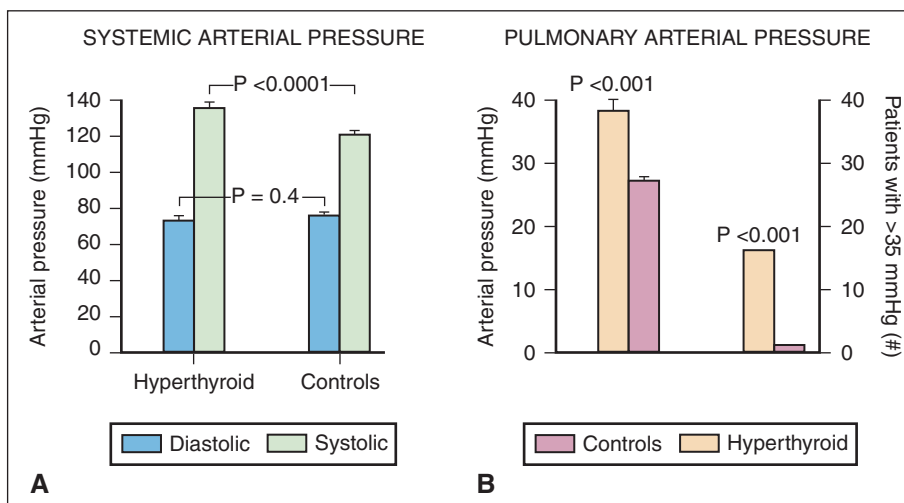 SYSTEMIC ARTERIAL PRESSURE
P <0.0001
Arterial pressure (mmHg)
140
120
100
80
60
40
20
0
P = 0.4
Hyperthyroid
Controls
Diastolic
Systolic
A
PULMONARY ARTERIAL PRESSURE
P <0.001
Arterial pressure (mmHg)
40
30
20
10
0
P <0.001
40
30
20
10
0
Patients with >35 mmHg (#)
Controls
Hyperthyroid
B